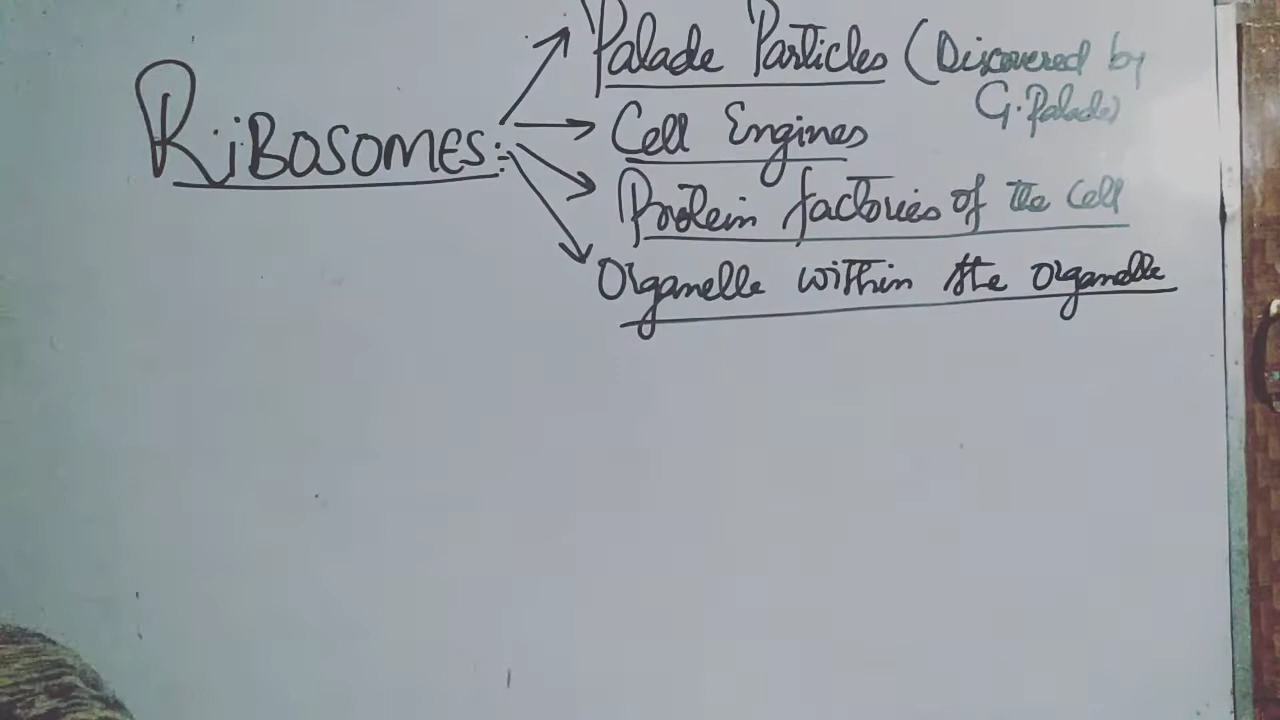 RiBOSOMES:
Palade Particles (Discovered by
G. Palade)
Cell Engines
Protein factories of the Cell
Organelle within the Organelle